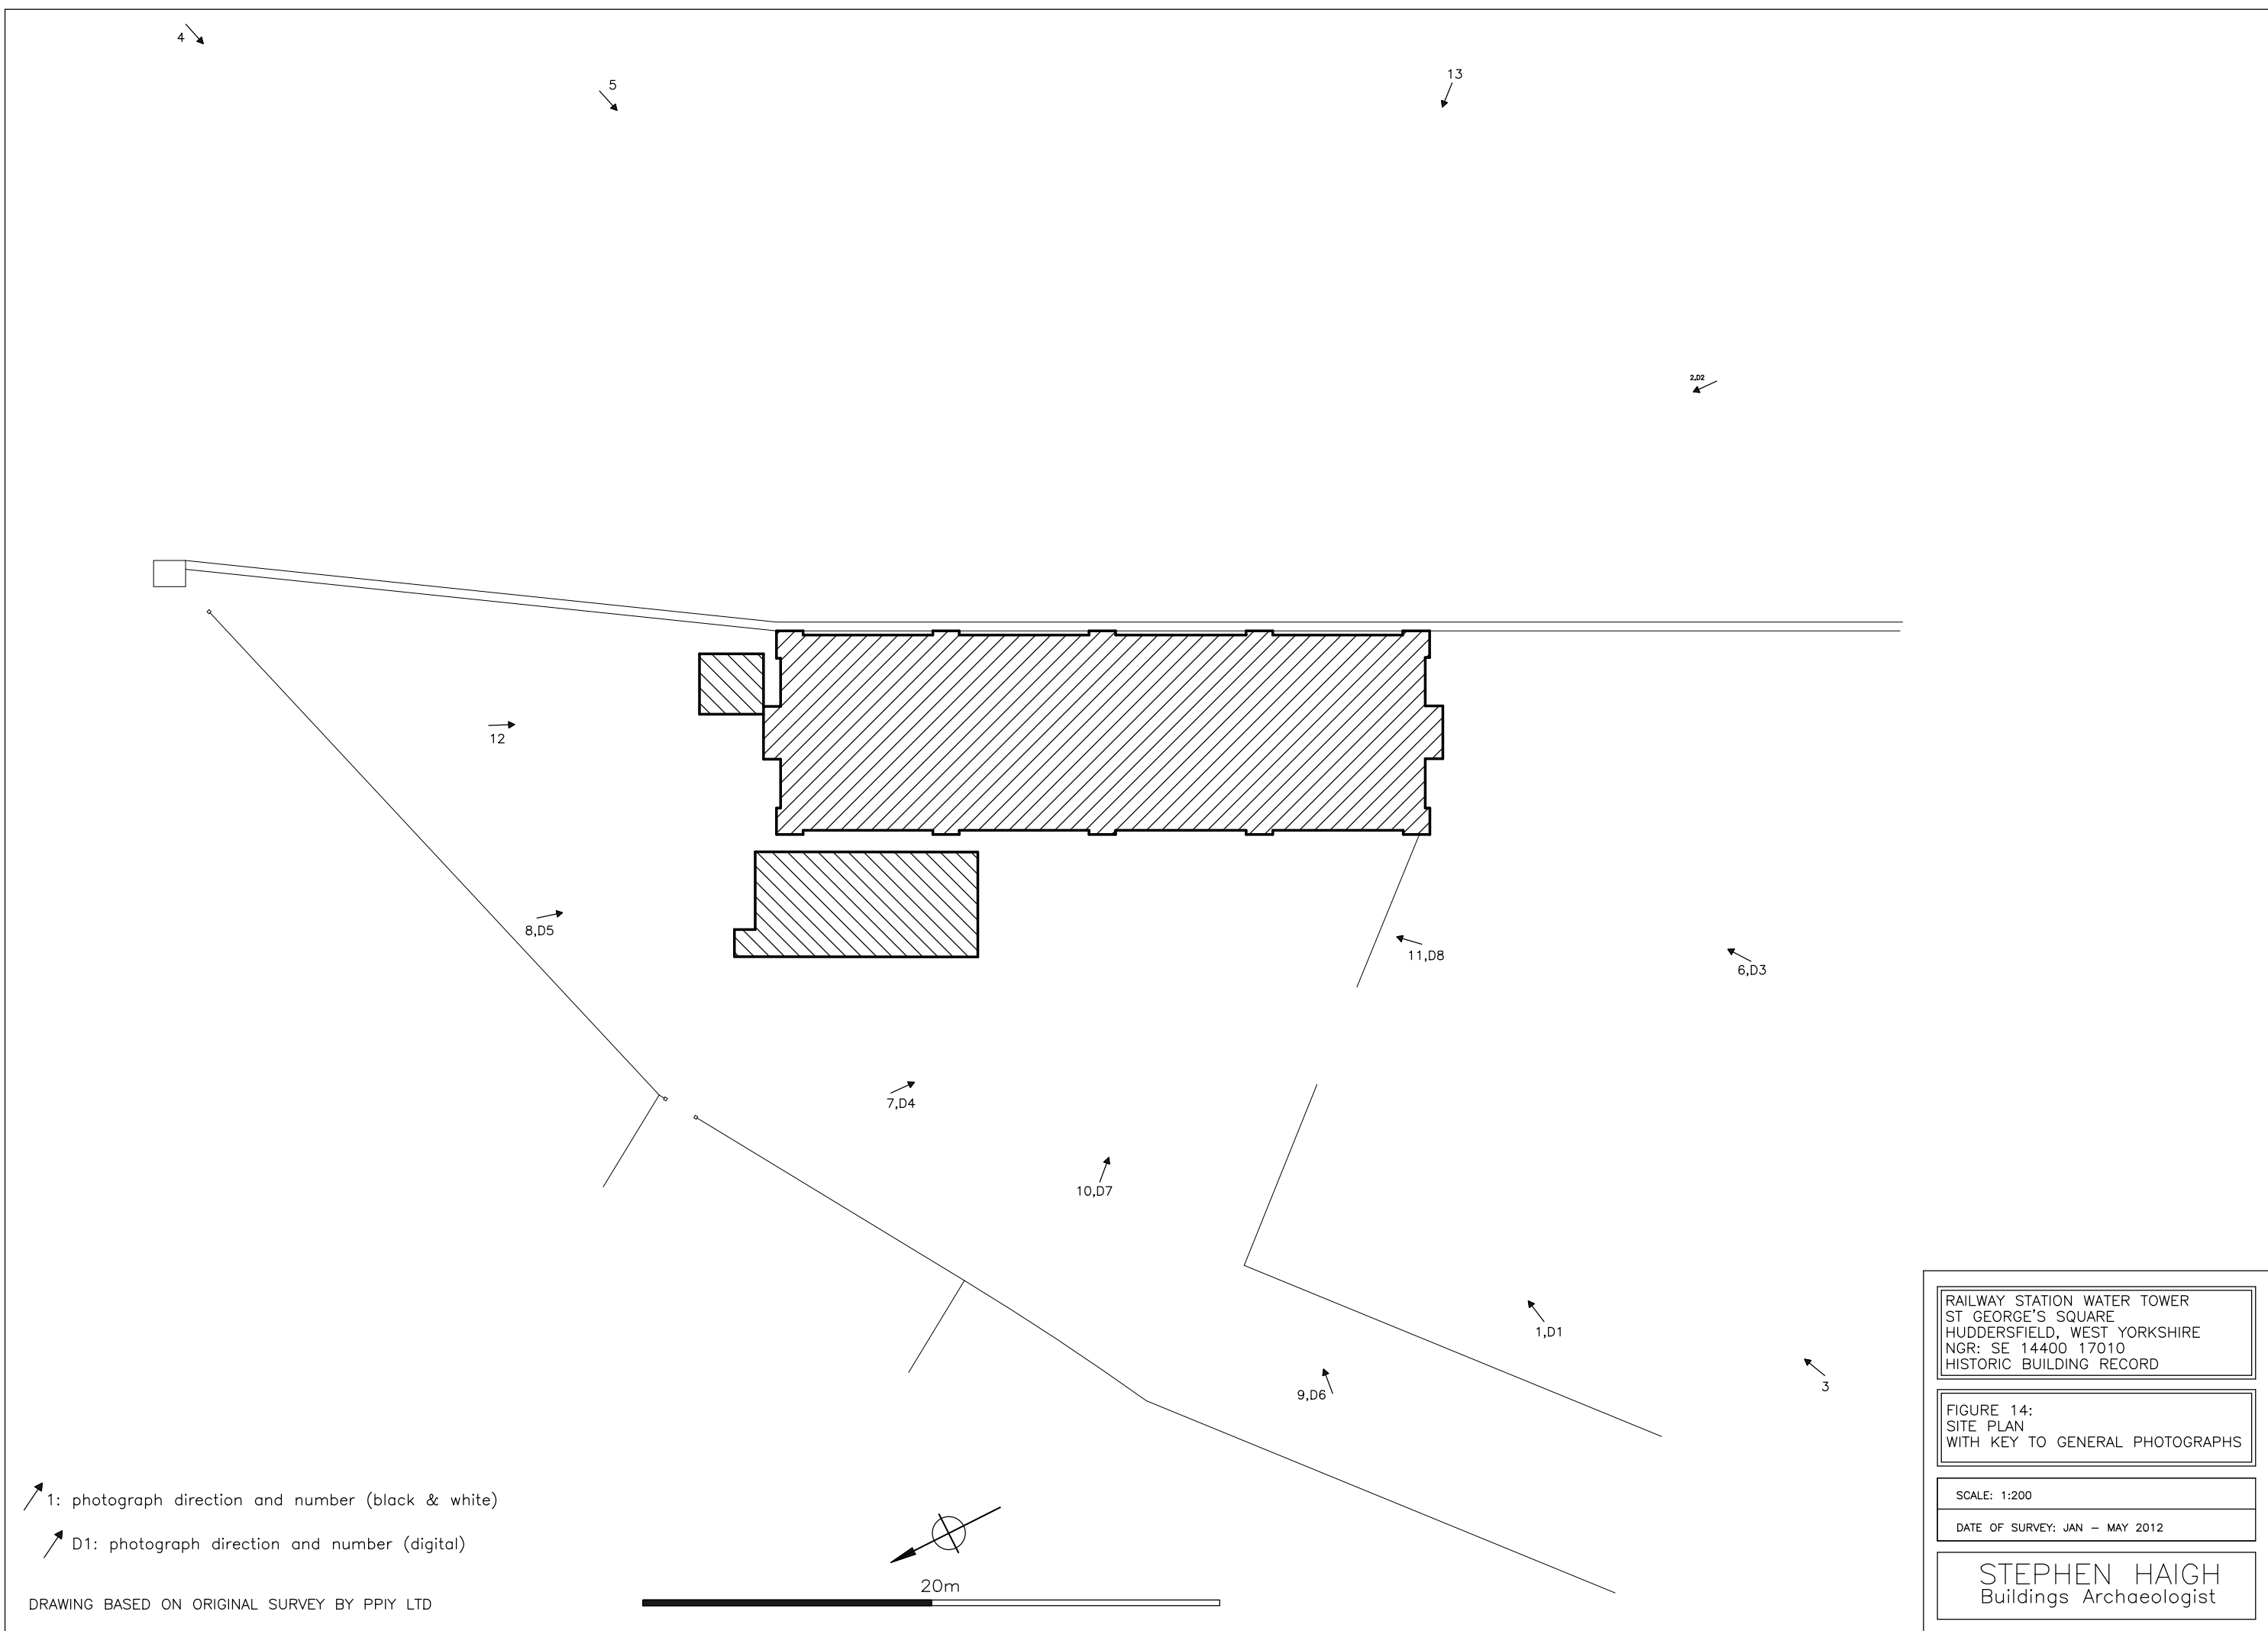 4
5
13
2,D2
12
8,D5
11,D8
6,D3
7,D4
10,D7
1,D1
9,D6
3
RAILWAY STATION WATER TOWER
ST GEORGE'S SQUARE
HUDDERSFIELD, WEST YORKSHIRE
NGR: SE 14400 17010
HISTORIC BUILDING RECORD
FIGURE 14:
SITE PLAN
WITH KEY TO GENERAL PHOTOGRAPHS
SCALE: 1:200
DATE OF SURVEY: JAN – MAY 2012
STEPHEN HAIGH
Buildings Archaeologist
1: photograph direction and number (black & white)
D1: photograph direction and number (digital)
DRAWING BASED ON ORIGINAL SURVEY BY PPIY LTD
20m